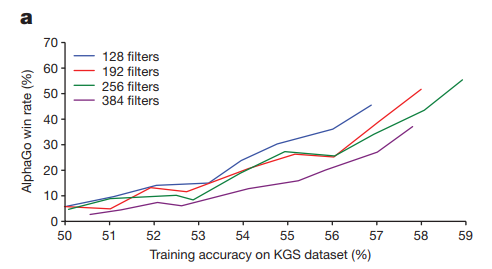 a
70
60
50
40
30
20
10
0
AlphaGo win rate (%)
128 filters
192 filters
256 filters
384 filters
50 51 52 53 54 55 56 57 58 59
Training accuracy on KGS dataset (%)